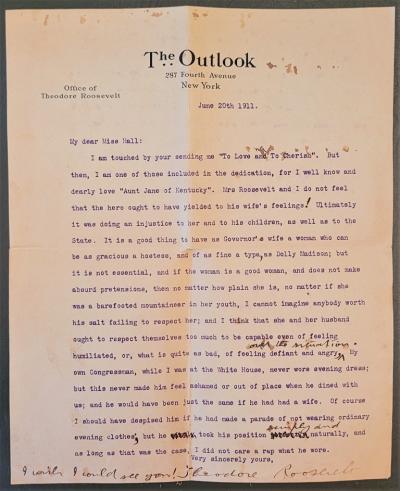 The Outlook
287 Fourth Avenue
New York
Office of
Theodore Roosevelt
June 20th 1911.
My dear Miss Hall:
I am touched by your sending me "To Love and To Cherish". But
then, I am one of those included in the dedication, for I well know and
dearly love "Aunt Jane of Kentucky". Mrs Roosevelt and I do not feel
that the hero ought to have yielded to his wife's feelings! Ultimately
it was doing an injustice to her and to his children, as well as to the
State. It is a good thing to have as Governor's wife a woman who can
be as gracious a hostess, and of as fine a type, as Dolly Madison; but
it is not essential, and if the woman is a good woman, and does not make
absurd pretensions, then no matter how plain she is, no matter if she
was a barefooted mountaineer in her youth, I cannot imagine anybody worth
his salt failing to respect her; and I think that she and her husband
ought to respect themselves too much to be capable even of feeling
humiliated, or, what is quite as bad, of feeling defiant and angry with the situation. My
own Congressman, while I was at the White House, never wore evening dress;
but this never made him feel ashamed or out of place when he dined with
us; and he would have been just the same if he had had a wife. Of course
I should have despised him if he had made a parade of not wearing ordinary
evening clothes; but he took his position simply and naturally, and
as long as that was the case, I did not care a rap what he wore.
Very sincerely yours,
I wish I could see you! Theodore Roosevelt